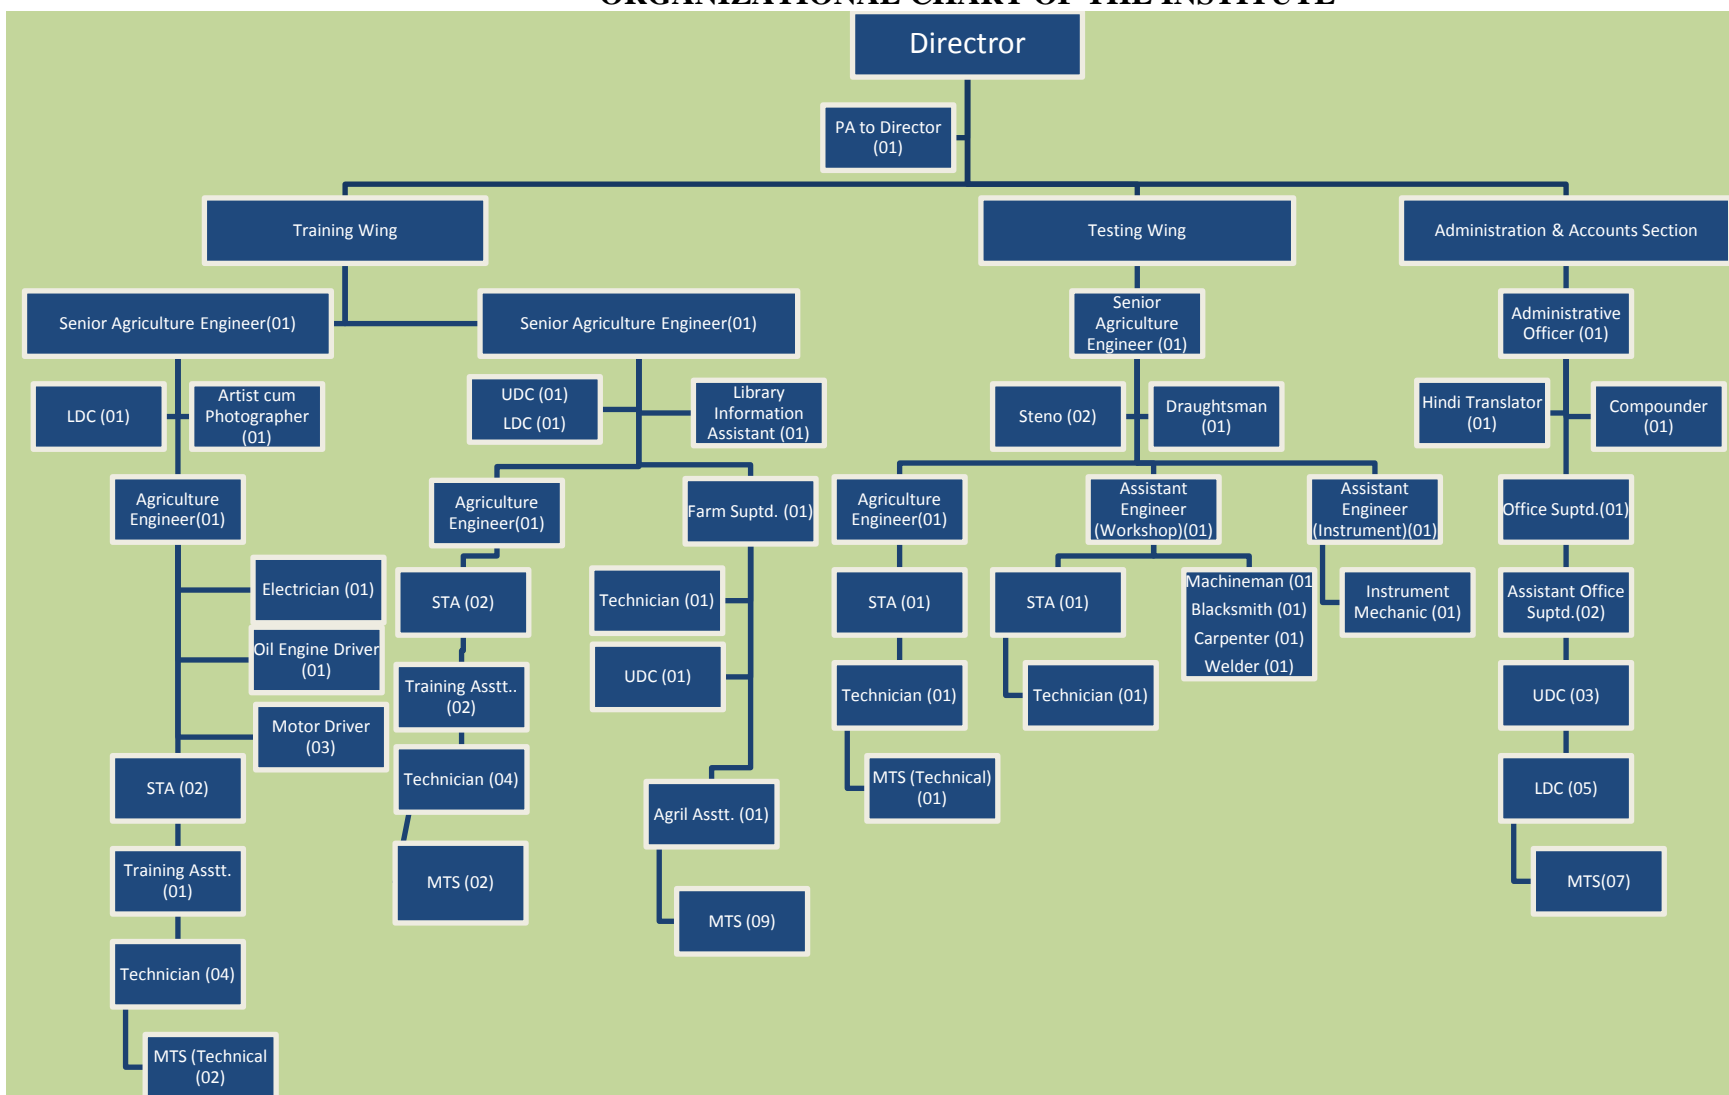 ORGANIZATIONAL CHART OF THE INSTITUTE
Directror
PA to Director
(01)
Training Wing
Testing Wing
Administration & Accounts Section
Senior Agriculture Engineer(01)
Senior Agriculture Engineer(01)
Senior
Agriculture
Engineer (01)
Administrative
Officer (01)
LDC (01)
Artist cum
Photographer
(01)
UDC (01)
LDC (01)
Library
Information
Assistant (01)
Steno (02)
Draughtsman
(01)
Hindi Translator
(01)
Compounder
(01)
Agriculture
Engineer(01)
Agriculture
Engineer(01)
Farm Suptd. (01)
Agriculture
Engineer(01)
Assistant
Engineer
(Workshop)(01)
Assistant
Engineer
(Instrument)(01)
Office Suptd.(01)
Electrician (01)
Oil Engine Driver
(01)
Motor Driver
(03)
STA (02)
Training Asstt.
(01)
Technician (04)
MTS (Technical
(02)
STA (02)
Training Asstt..
(02)
Technician (04)
MTS (02)
Technician (01)
UDC (01)
Agril Asstt. (01)
MTS (09)
STA (01)
Technician (01)
MTS (Technical)
(01)
STA (01)
Technician (01)
Machineman (01
Blacksmith (01)
Carpenter (01)
Welder (01)
Instrument
Mechanic (01)
Assistant Office
Suptd.(02)
UDC (03)
LDC (05)
MTS(07)